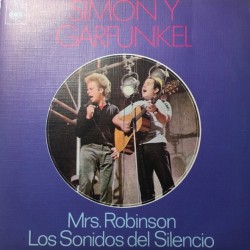 SIMON Y
GARFUNKEL
Mrs. Robinson
Los Sonidos del Silencio